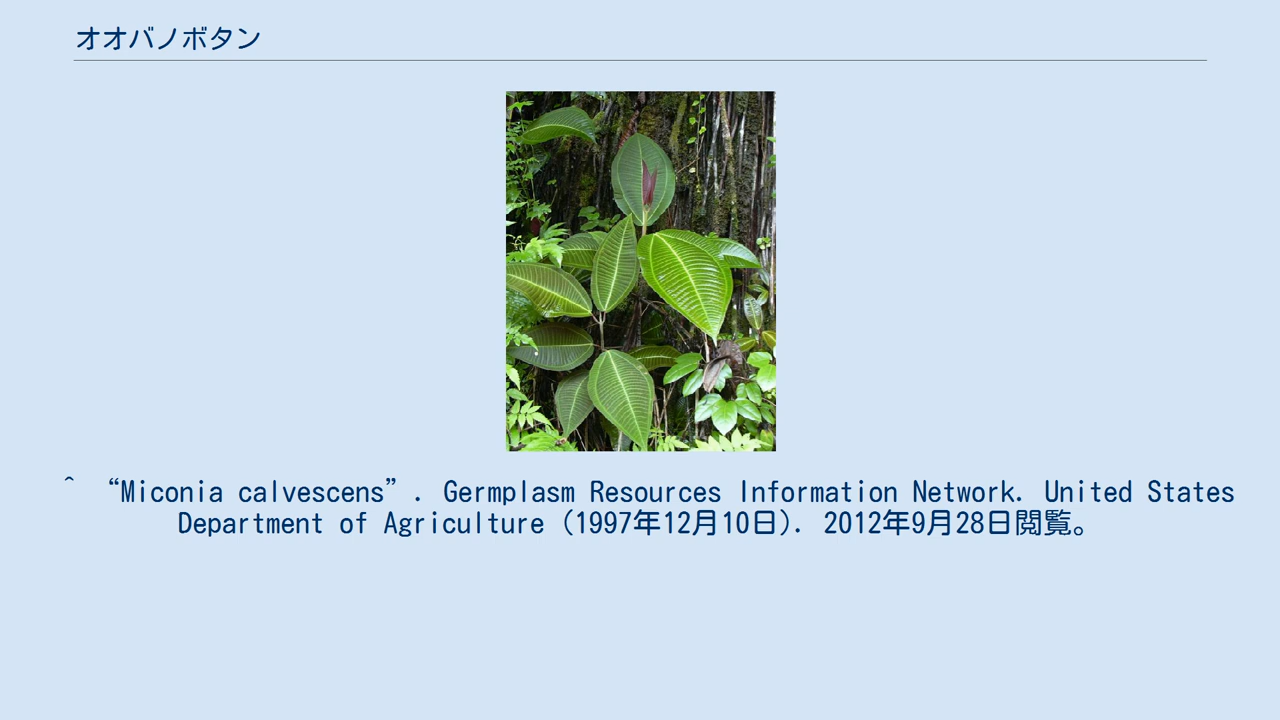 オオバノボタン
^ “Miconia calvescens”. Germplasm Resources Information Network. United States
Department of Agriculture (1997年12月10日). 2012年9月28日閲覧。